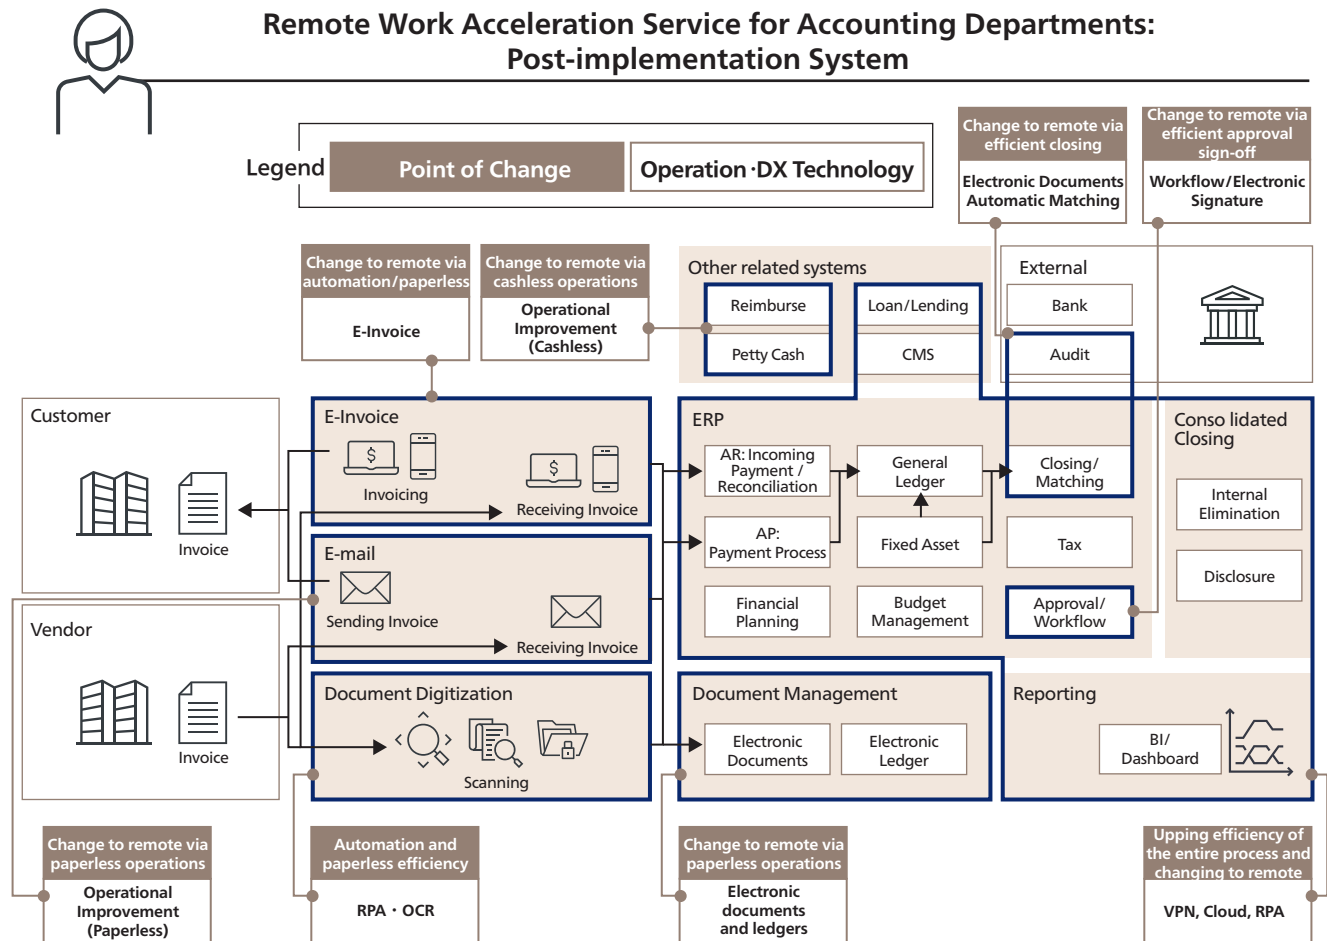 Remote Work Acceleration Service for Accounting Departments:
Post-implementation System
Legend
Point of Change
Operation・DX Technology
Change to remote via
efficient closing
Electronic Documents
Automatic Matching
Change to remote via
efficient approval
sign-off
Workflow/Electronic
Signature
Change to remote via
automation/paperless
E-Invoice
Change to remote via
cashless operations
Operational
Improvement
(Cashless)
Other related systems
Reimburse
Petty Cash
Loan/Lending
CMS
External
Bank
Audit
Customer
Invoice
E-Invoice
$
Invoicing
$
Receiving Invoice
E-mail
Sending Invoice
Receiving Invoice
Vendor
Invoice
Document Digitization
Scanning
ERP
AR: Incoming
Payment /
Reconciliation
General
Ledger
Closing/
Matching
AP:
Payment Process
Fixed Asset
Tax
Financial
Planning
Budget
Management
Approval/
Workflow
Conso lidated
Closing
Internal
Elimination
Disclosure
Document Management
Electronic
Documents
Electronic
Ledger
Reporting
BI/
Dashboard
Change to remote via
paperless operations
Operational
Improvement
(Paperless)
Automation and
paperless efficiency
RPA・OCR
Change to remote via
paperless operations
Electronic
documents
and ledgers
Upping efficiency of
the entire process and
changing to remote
VPN, Cloud, RPA